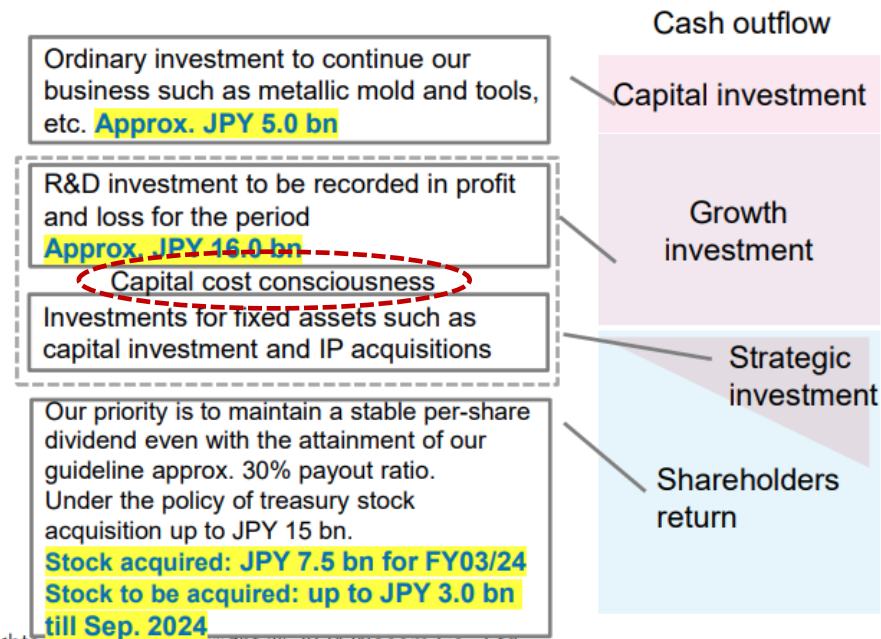 Cash outflow
Ordinary investment to continue our
business such as metallic mold and tools,
etc. Approx. JPY 5.0 bn
Capital investment
R&D investment to be recorded in profit
and loss for the period
Approx. JPY 16.0 bn
Growth
investment
Capital cost consciousness
Investments for fixed assets such as
capital investment and IP acquisitions
Strategic
investment
Our priority is to maintain a stable per-share
dividend even with the attainment of our
guideline approx. 30% payout ratio.
Under the policy of treasury stock
acquisition up to JPY 15 bn.
Stock acquired: JPY 7.5 bn for FY03/24
Stock to be acquired: up to JPY 3.0 bn
till Sep. 2024
Shareholders
return